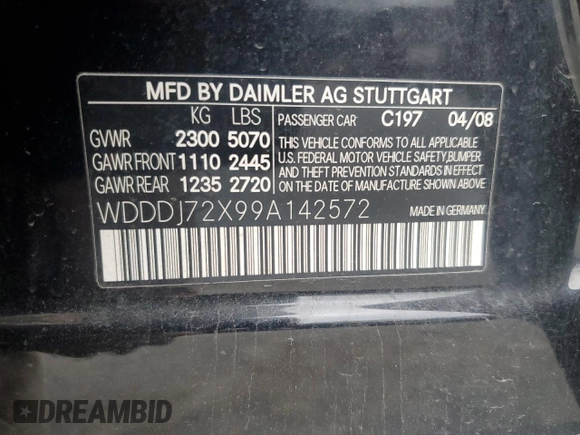 MFD BY DAIMLER AG STUTTGART
KG LBS
PASSENGER CAR C197 04/08
GVWR 2300 5070
GAWR FRONT 1110 2445
GAWR REAR 1235 2720
THIS VEHICLE CONFORMS TO ALL APPLICABLE
U.S. FEDERAL MOTOR VEHICLE SAFETY, BUMPER
AND THEFT PREVENTION STANDARDS IN EFFECT
ON THE DATE OF MANUFACTURE SHOWN ABOVE.
WDDDJ72X99A142572
MADE IN GERMANY
DREAMBID